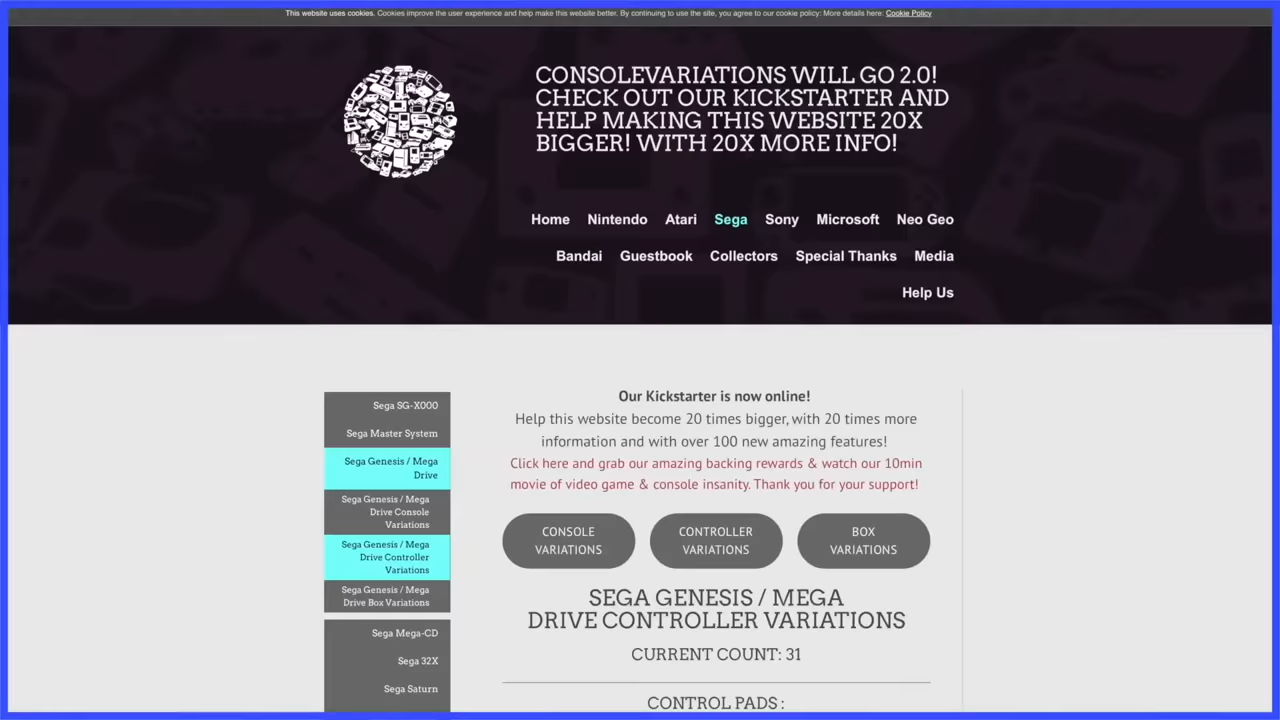 This website uses cookies. Cookies improve the user experience and help make this website better. By continuing to use the site, you agree to our cookie policy: More details here: Cookie Policy
CONSOLEVARIATIONS WILL GO 2.0!
CHECK OUT OUR KICKSTARTER AND
HELP MAKING THIS WEBSITE 20X
BIGGER! WITH 20X MORE INFO!
Home Nintendo Atari Sega Sony Microsoft Neo Geo
Bandai Guestbook Collectors Special Thanks Media
Help Us
Sega SG-X000
Sega Master System
Sega Genesis / Mega
Drive
Sega Genesis / Mega
Drive Console
Variations
Sega Genesis / Mega
Drive Controller
Variations
Sega Genesis / Mega
Drive Box Variations
Sega Mega-CD
Sega 32X
Sega Saturn
Our Kickstarter is now online!
Help this website become 20 times bigger, with 20 times more
information and with over 100 new amazing features!
Click here and grab our amazing backing rewards & watch our 10min
movie of video game & console insanity. Thank you for your support!
CONSOLE
VARIATIONS
CONTROLLER
VARIATIONS
BOX
VARIATIONS
SEGA GENESIS / MEGA
DRIVE CONTROLLER VARIATIONS
CURRENT COUNT: 31
CONTROL PADS :